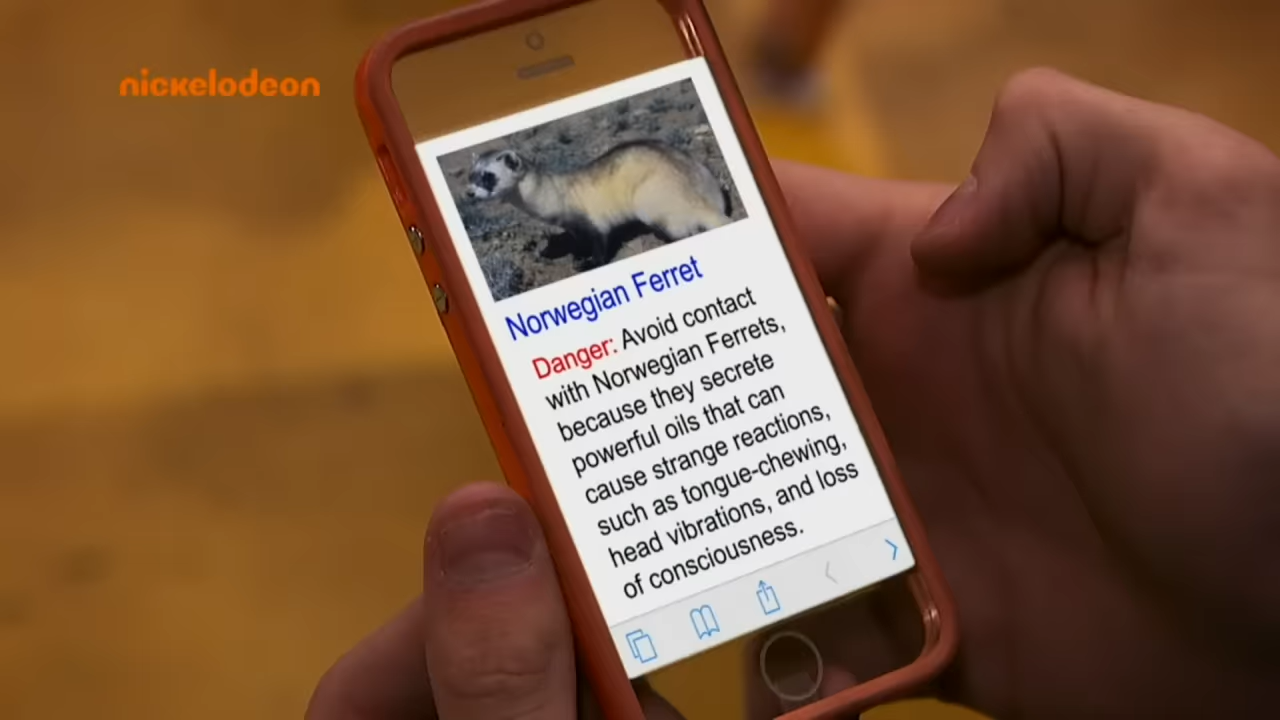 nickelodeon
Norwegian Ferret
Danger: Avoid contact
with Norwegian Ferrets,
because they secrete
powerful oils that can
cause strange reactions,
such as tongue-chewing,
head vibrations, and loss
of consciousness.